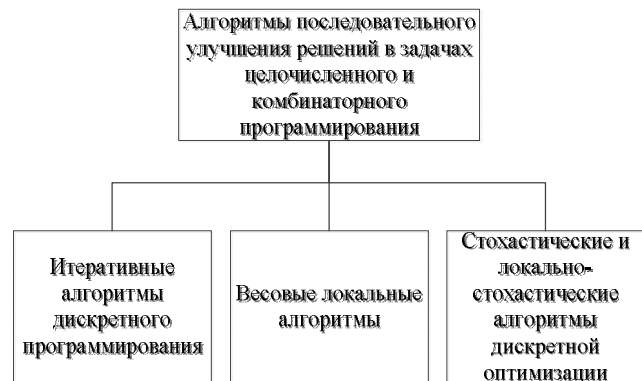 Алгоритмы последовательного
улучшения решений в задачах
целочисленного и
комбинаторного
программирования
Итеративные
алгоритмы
дискретного
программирования
Весовые локальные
алгоритмы
Стохастические и
локально-
стохастические
алгоритмы
дискретной
оптимизации